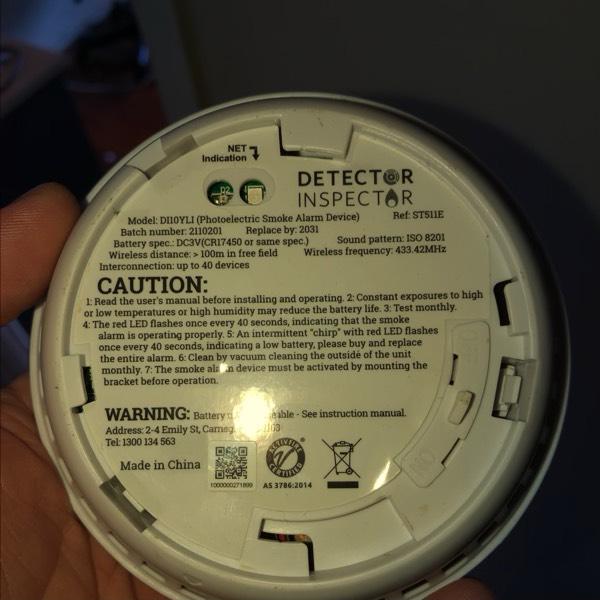 NET
Indication
DETECTOR
INSPECTOR
Model: DI10YLI (Photoelectric Smoke Alarm Device) Ref: ST511E
Batch number: 2110201 Replace by: 2031
Battery spec.: DC3V(CR17450 or same spec.) Sound pattern: ISO 8201
Wireless distance: > 100m in free field Wireless frequency: 433.42MHz
Interconnection: up to 40 devices
CAUTION:
1: Read the user's manual before installing and operating. 2: Constant exposures to high
or low temperatures or high humidity may reduce the battery life. 3: Test monthly.
4: The red LED flashes once every 40 seconds, indicating that the smoke
alarm is operating properly. 5: An intermittent "chirp" with red LED flashes
once every 40 seconds, indicating a low battery, please buy and replace
the entire alarm. 6: Clean by vacuum cleaning the outside of the unit
monthly. 7: The smoke alarm device must be activated by mounting the
bracket before operation.
WARNING: Battery - See instruction manual.
Address: 2-4 Emily St,
Tel: 1300 134 563
Made in China
1000000271899
ACTIVFIRE
CERTIFIED
AS 3786:2014